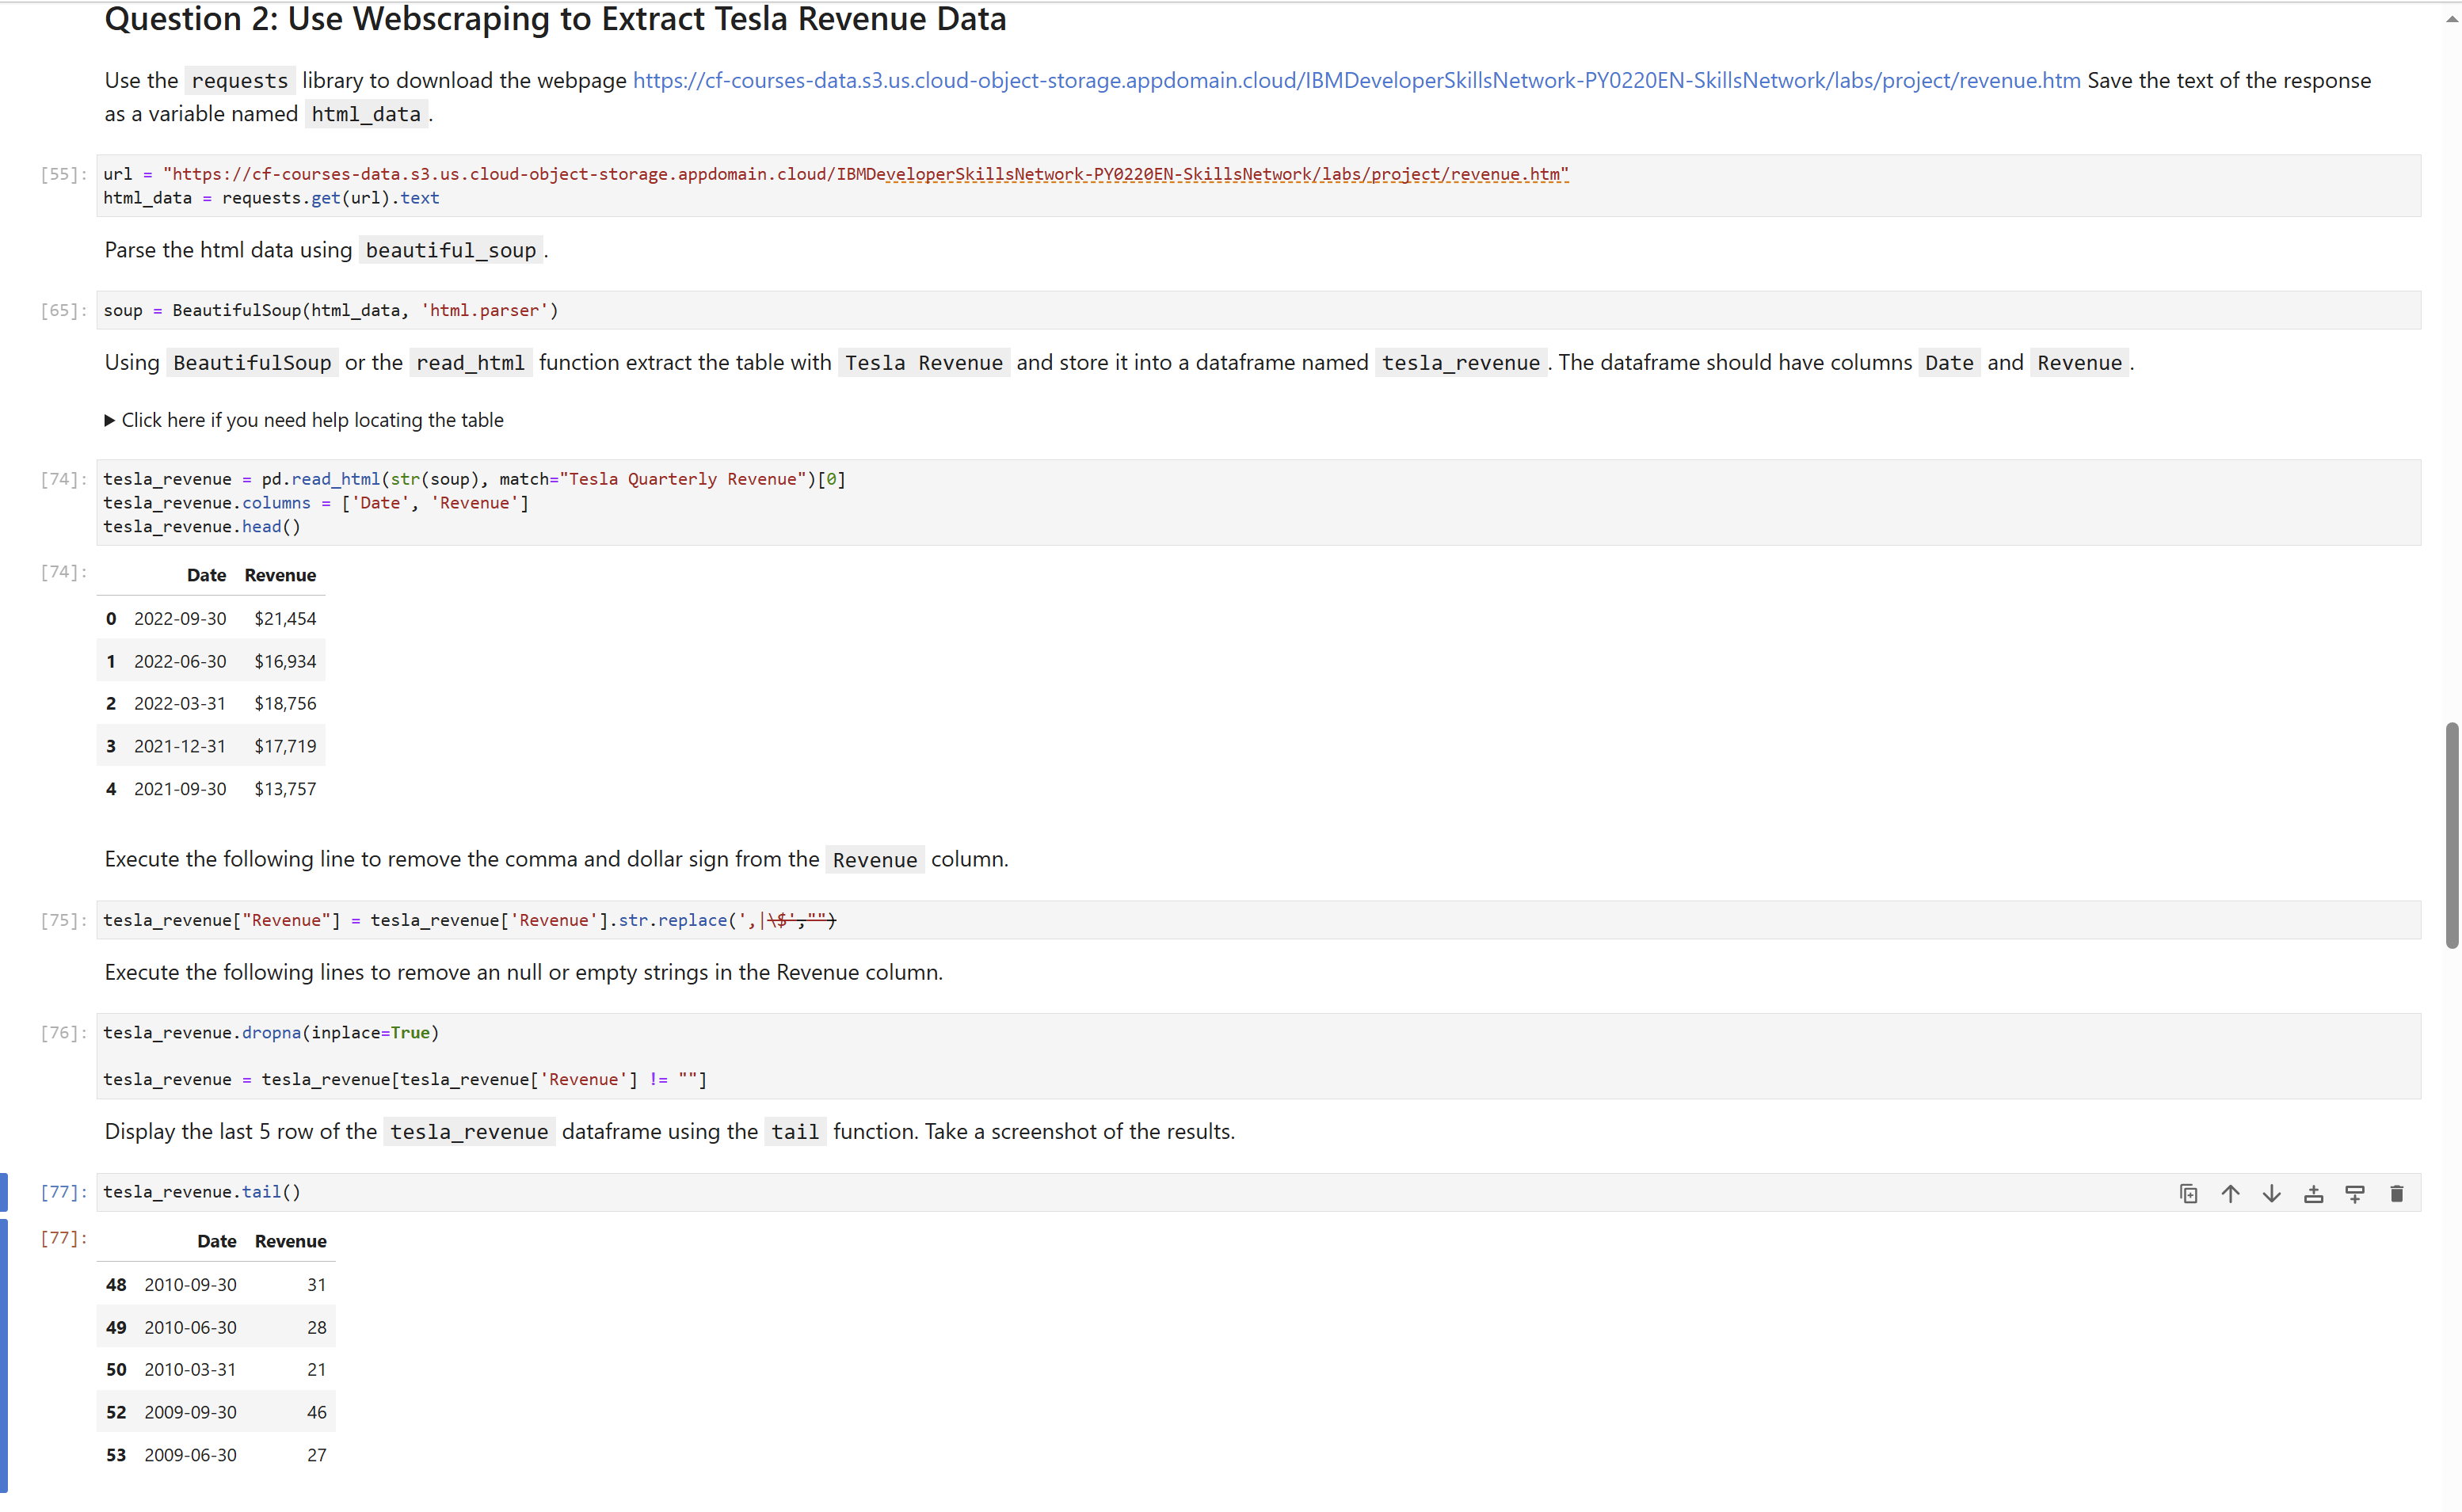 Question 2: Use Webscraping to Extract Tesla Revenue Data
Use the requests library to download the webpage https://cf-courses-data.s3.us.cloud-object-storage.appdomain.cloud/IBMDeveloperSkillsNetwork-PY0220EN-SkillsNetwork/labs/project/revenue.htm Save the text of the response
as a variable named html_data .
[55]: url = "https://cf-courses-data.s3.us.cloud-object-storage.appdomain.cloud/IBMDeveloperSkillsNetwork-PY0220EN-SkillsNetwork/labs/project/revenue.htm"
html_data = requests.get(url).text
Parse the html data using beautiful_soup .
[65]: soup = BeautifulSoup(html_data, 'html.parser')
Using BeautifulSoup or the read_html function extract the table with Tesla Revenue and store it into a dataframe named tesla_revenue . The dataframe should have columns Date and Revenue .
▶ Click here if you need help locating the table
[74]: tesla_revenue = pd.read_html(str(soup), match="Tesla Quarterly Revenue")[0]
tesla_revenue.columns = ['Date', 'Revenue']
tesla_revenue.head()
[74]: Date Revenue
0 2022-09-30 $21,454
1 2022-06-30 $16,934
2 2022-03-31 $18,756
3 2021-12-31 $17,719
4 2021-09-30 $13,757
Execute the following line to remove the comma and dollar sign from the Revenue column.
[75]: tesla_revenue["Revenue"] = tesla_revenue['Revenue'].str.replace(',|\$',"")
Execute the following lines to remove an null or empty strings in the Revenue column.
[76]: tesla_revenue.dropna(inplace=True)
tesla_revenue = tesla_revenue[tesla_revenue['Revenue'] != ""]
Display the last 5 row of the tesla_revenue dataframe using the tail function. Take a screenshot of the results.
[77]: tesla_revenue.tail()
[77]: Date Revenue
48 2010-09-30 31
49 2010-06-30 28
50 2010-03-31 21
52 2009-09-30 46
53 2009-06-30 27